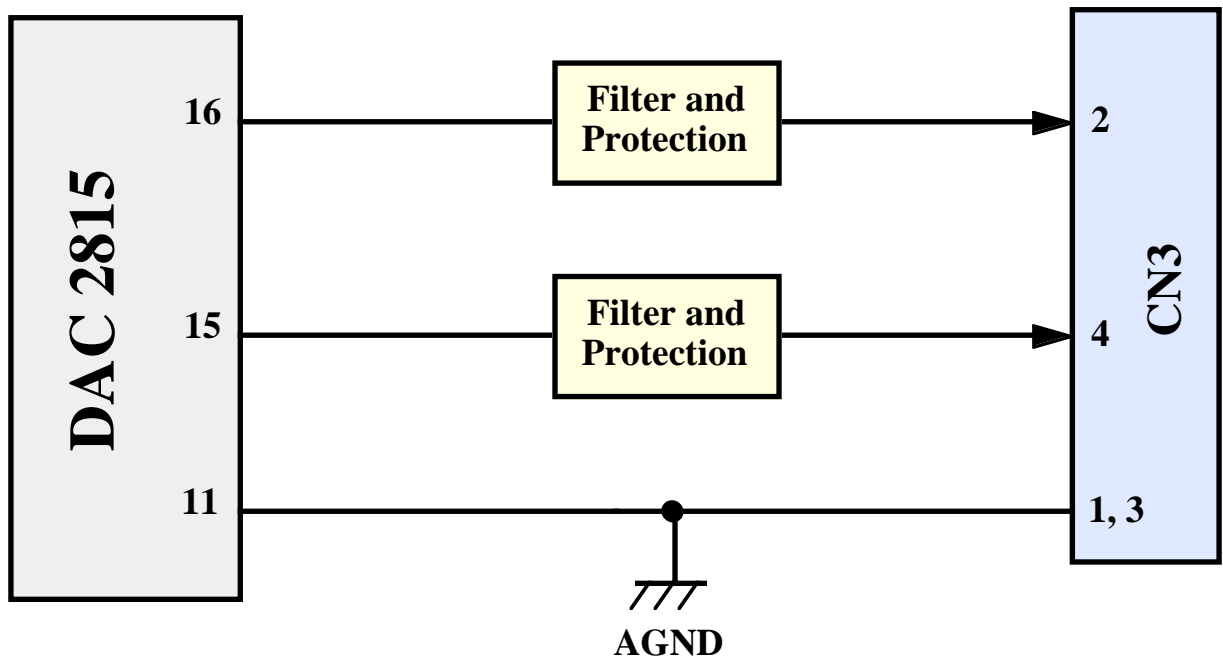 DAC 2815
16
Filter and
Protection
2
15
Filter and
Protection
4
CN3
11
1, 3
AGND